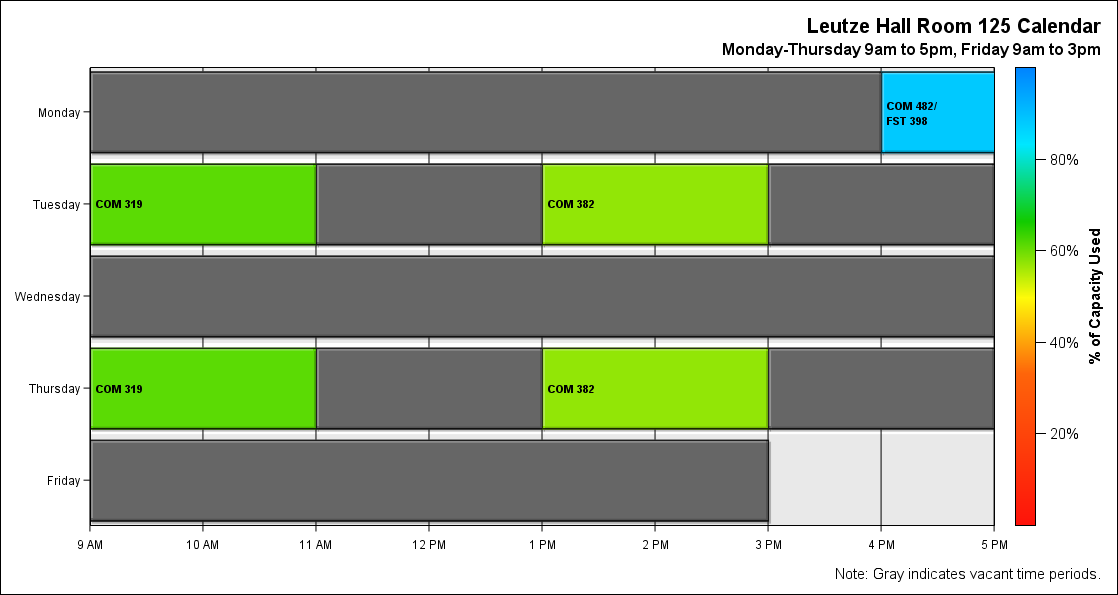 Leutze Hall Room 125 Calendar
Monday-Thursday 9am to 5pm, Friday 9am to 3pm
Monday
COM 482/
FST 398
80%
Tuesday
COM 319
COM 382
60%
% of Capacity Used
Wednesday
40%
Thursday
COM 319
COM 382
20%
Friday
9 AM 10 AM 11 AM 12 PM 1 PM 2 PM 3 PM 4 PM 5 PM
Note: Gray indicates vacant time periods.